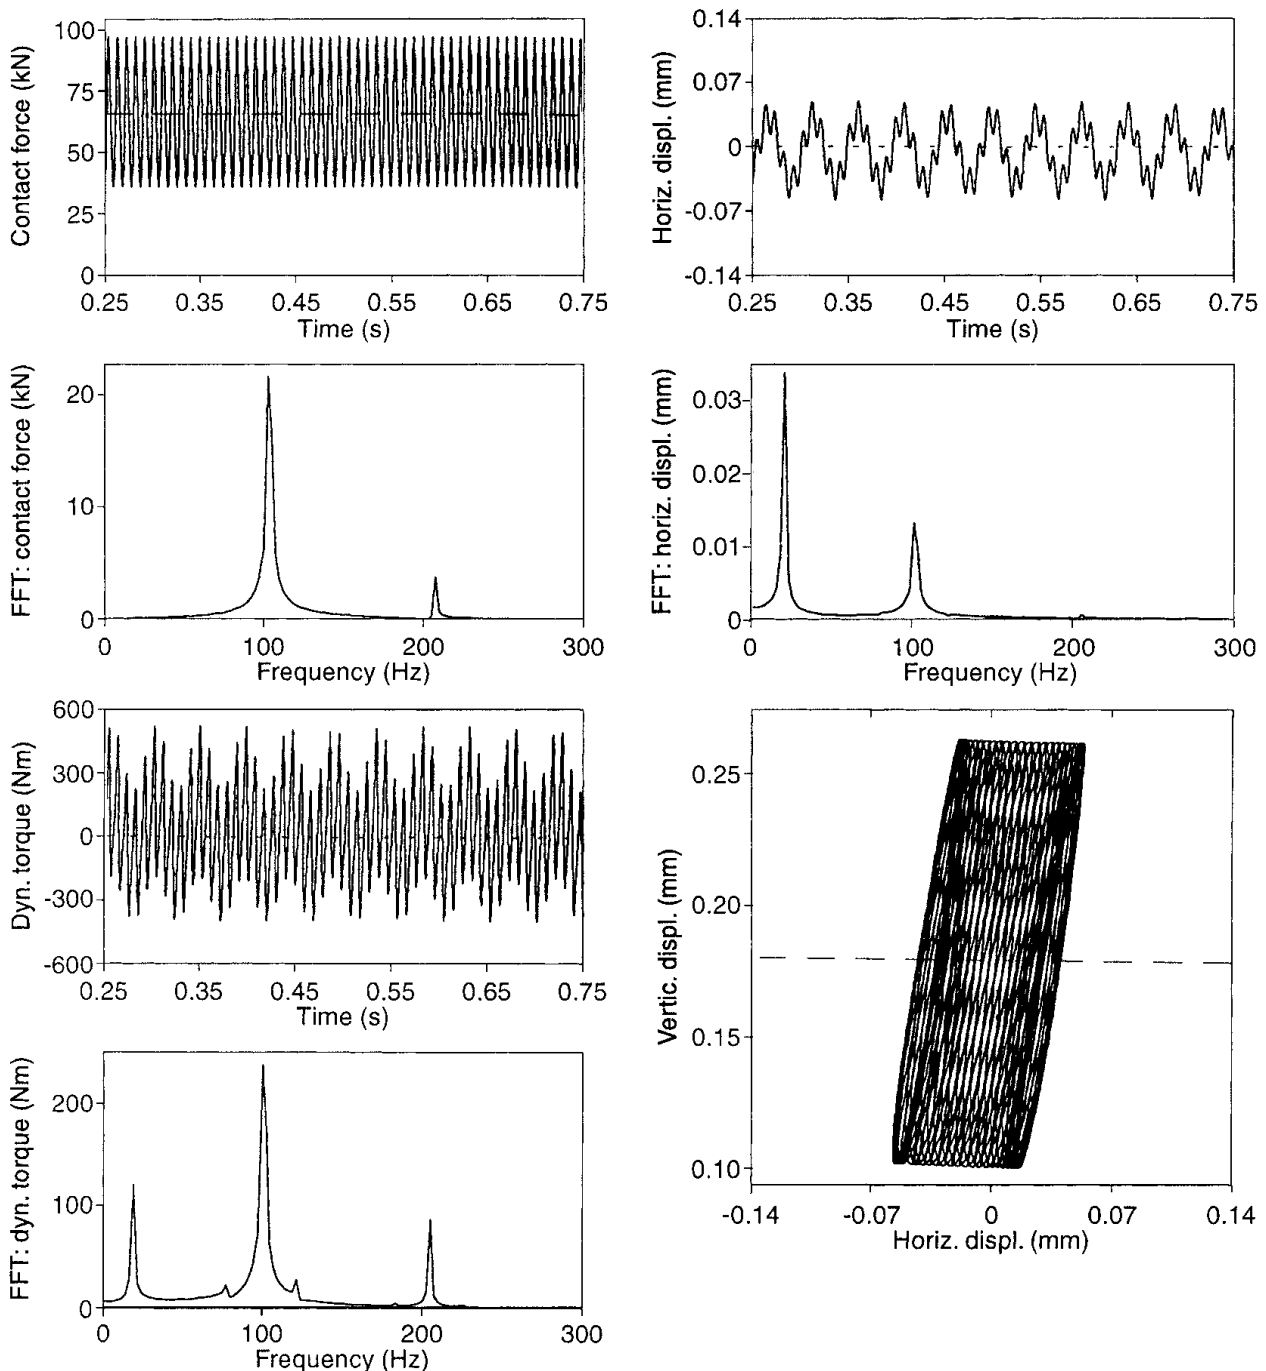 Contact force (kN)
100
75
50
25
0
0.25 0.35 0.45 0.55 0.65 0.75
Time (s)
Horiz. displ. (mm)
0.14
0.07
0
-0.07
-0.14
0.25 0.35 0.45 0.55 0.65 0.75
Time (s)
FFT: contact force (kN)
20
10
0
0 100 200 300
Frequency (Hz)
FFT: horiz. displ. (mm)
0.03
0.02
0.01
0
0 100 200 300
Frequency (Hz)
Dyn. torque (Nm)
600
300
0
-300
-600
0.25 0.35 0.45 0.55 0.65 0.75
Time (s)
Vertic. displ. (mm)
0.25
0.20
0.15
0.10
-0.14 -0.07 0 0.07 0.14
Horiz. displ. (mm)
FFT: dyn. torque (Nm)
200
100
0
0 100 200 300
Frequency (Hz)